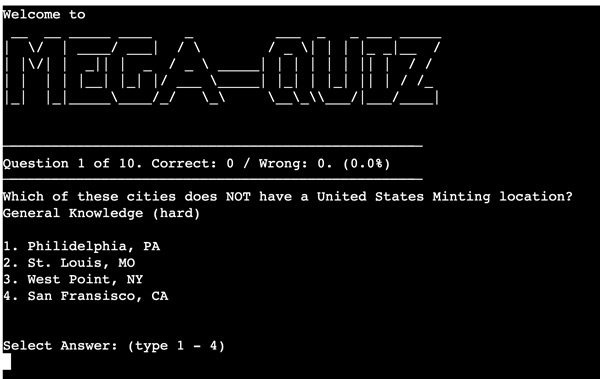 Welcome to
MEGA-QUIZ
Question 1 of 10. Correct: 0 / Wrong: 0. (0.0%)
Which of these cities does NOT have a United States Minting location?
General Knowledge (hard)
1. Philidelphia, PA
2. St. Louis, MO
3. West Point, NY
4. San Fransisco, CA
Select Answer: (type 1 - 4)